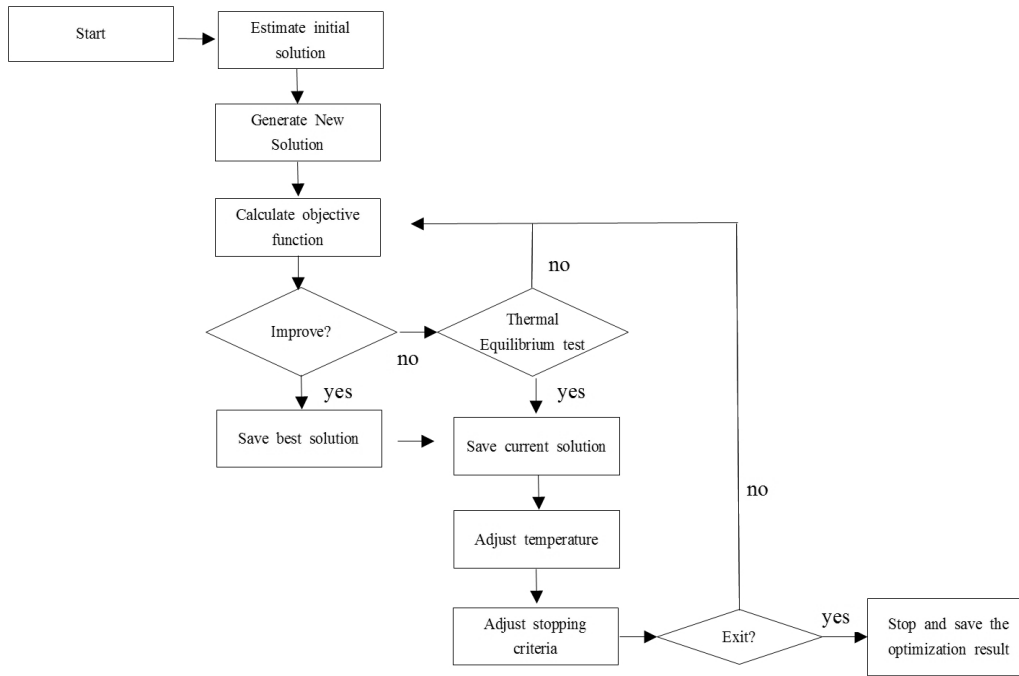 Start
Estimate initial
solution
Generate New
Solution
Calculate objective
function
no
Improve?
Thermal
Equilibrium test
no
yes
yes
Save best solution
Save current solution
no
Adjust temperature
Adjust stopping
criteria
Exit?
yes
Stop and save the
optimization result